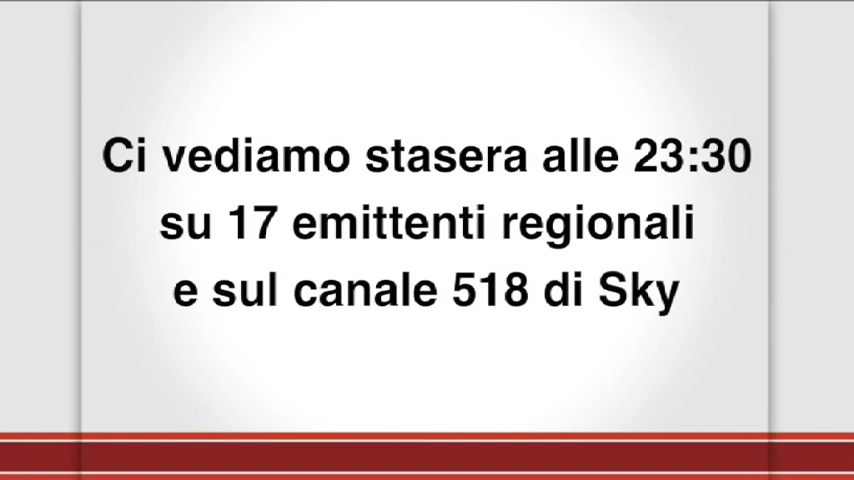 Ci vediamo stasera alle 23:30
su 17 emittenti regionali
e sul canale 518 di Sky